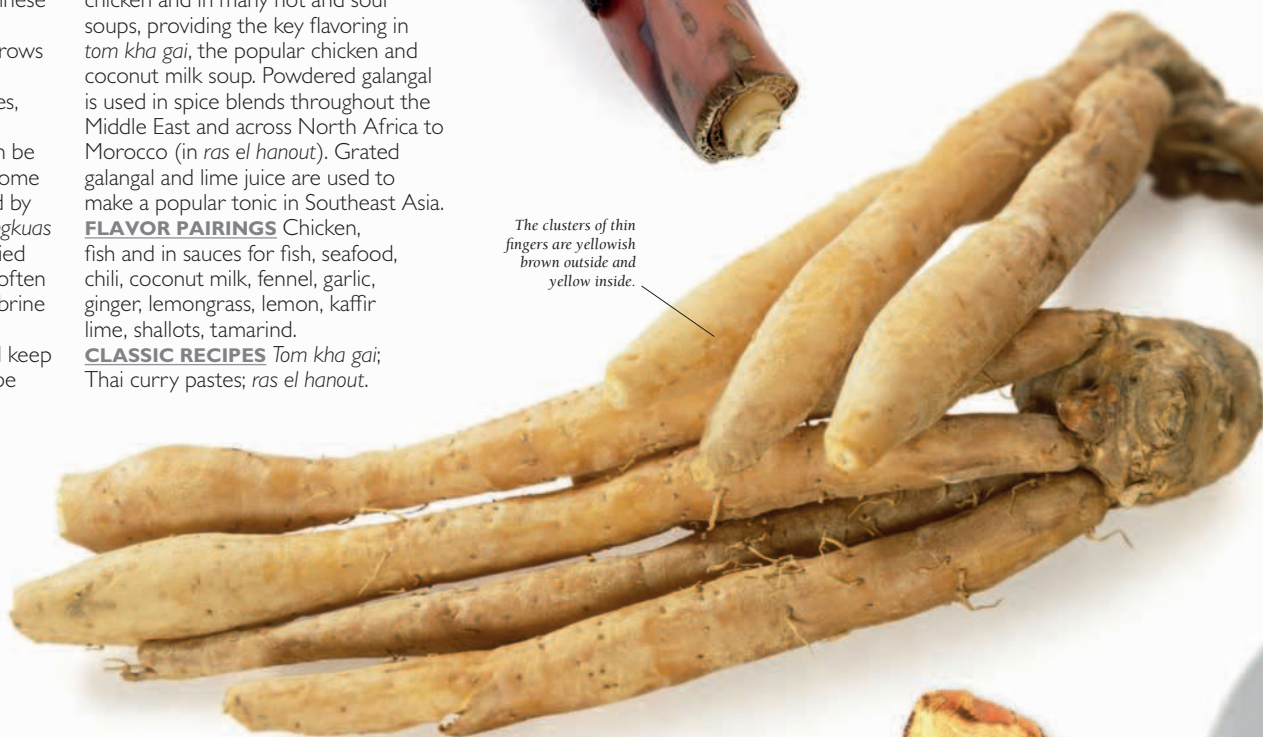 inese
rows
es,
n be
ome
d by
gkuas
ied
often
brine
l keep
be
chicken and in many hot and sour
soups, providing the key flavoring in
tom kha gai, the popular chicken and
coconut milk soup. Powdered galangal
is used in spice blends throughout the
Middle East and across North Africa to
Morocco (in ras el hanout). Grated
galangal and lime juice are used to
make a popular tonic in Southeast Asia.
FLAVOR PAIRINGS Chicken,
fish and in sauces for fish, seafood,
chili, coconut milk, fennel, garlic,
ginger, lemongrass, lemon, kaffir
lime, shallots, tamarind.
CLASSIC RECIPES Tom kha gai;
Thai curry pastes; ras el hanout.
The clusters of thin
fingers are yellowish
brown outside and
yellow inside.